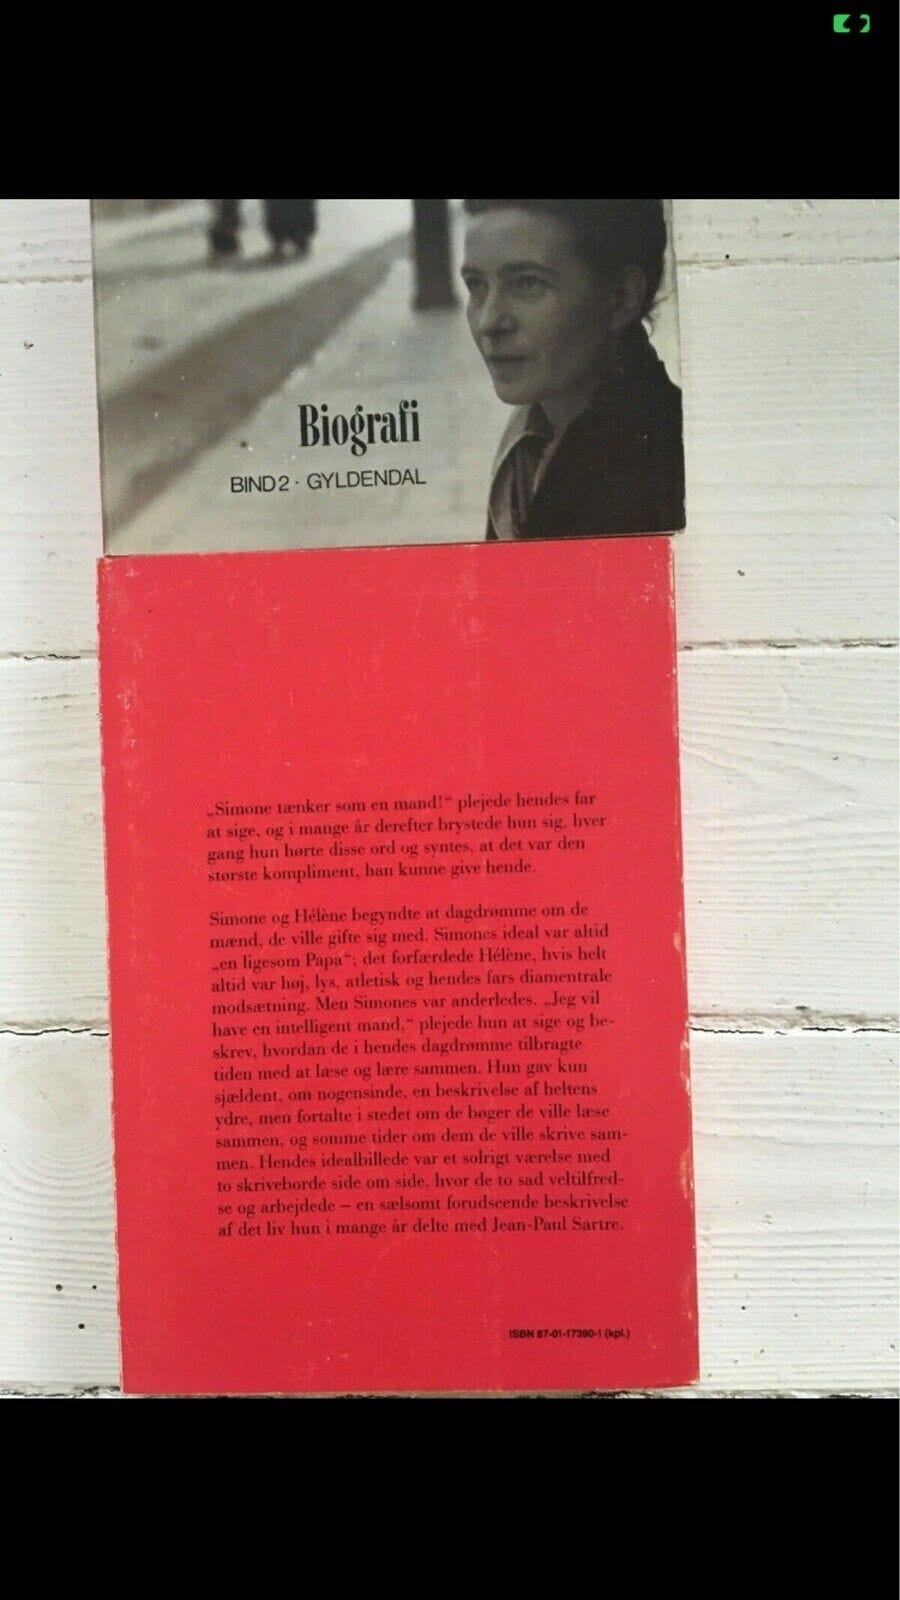 Biografi
BIND 2 · GYLDENDAL
„Simone tænker som en mand!“ plejede hendes far
at sige, og i mange år derefter brystede hun sig, hver
gang hun hørte disse ord og syntes, at det var den
største kompliment, han kunne give hende.
Simone og Hélène begyndte at dagdrømme om de
mænd, de ville gifte sig med. Simones ideal var altid
„en ligesom Papa“; det forfærdede Hélène, hvis helt
altid var høj, lys, atletisk og hendes fars diamentrale
modsætning. Men Simones var anderledes. „Jeg vil
have en intelligent mand,“ plejede hun at sige og be-
skrev, hvordan de i hendes dagdrømme tilbragte
tiden med at læse og lære sammen. Hun gav kun
sjældent, om nogensinde, en beskrivelse af heltens
ydre, men fortalte i stedet om de bøger de ville læse
sammen, og somme tider om dem de ville skrive sam-
men. Hendes idealbillede var et solrigt værelse med
to skriveborde side om side, hvor de to sad veltilfred-
se og arbejdede – en sælsomt forudseende beskrivelse
af det liv hun i mange år delte med Jean-Paul Sartre.
ISBN 87-01-17390-1 (kpl.)